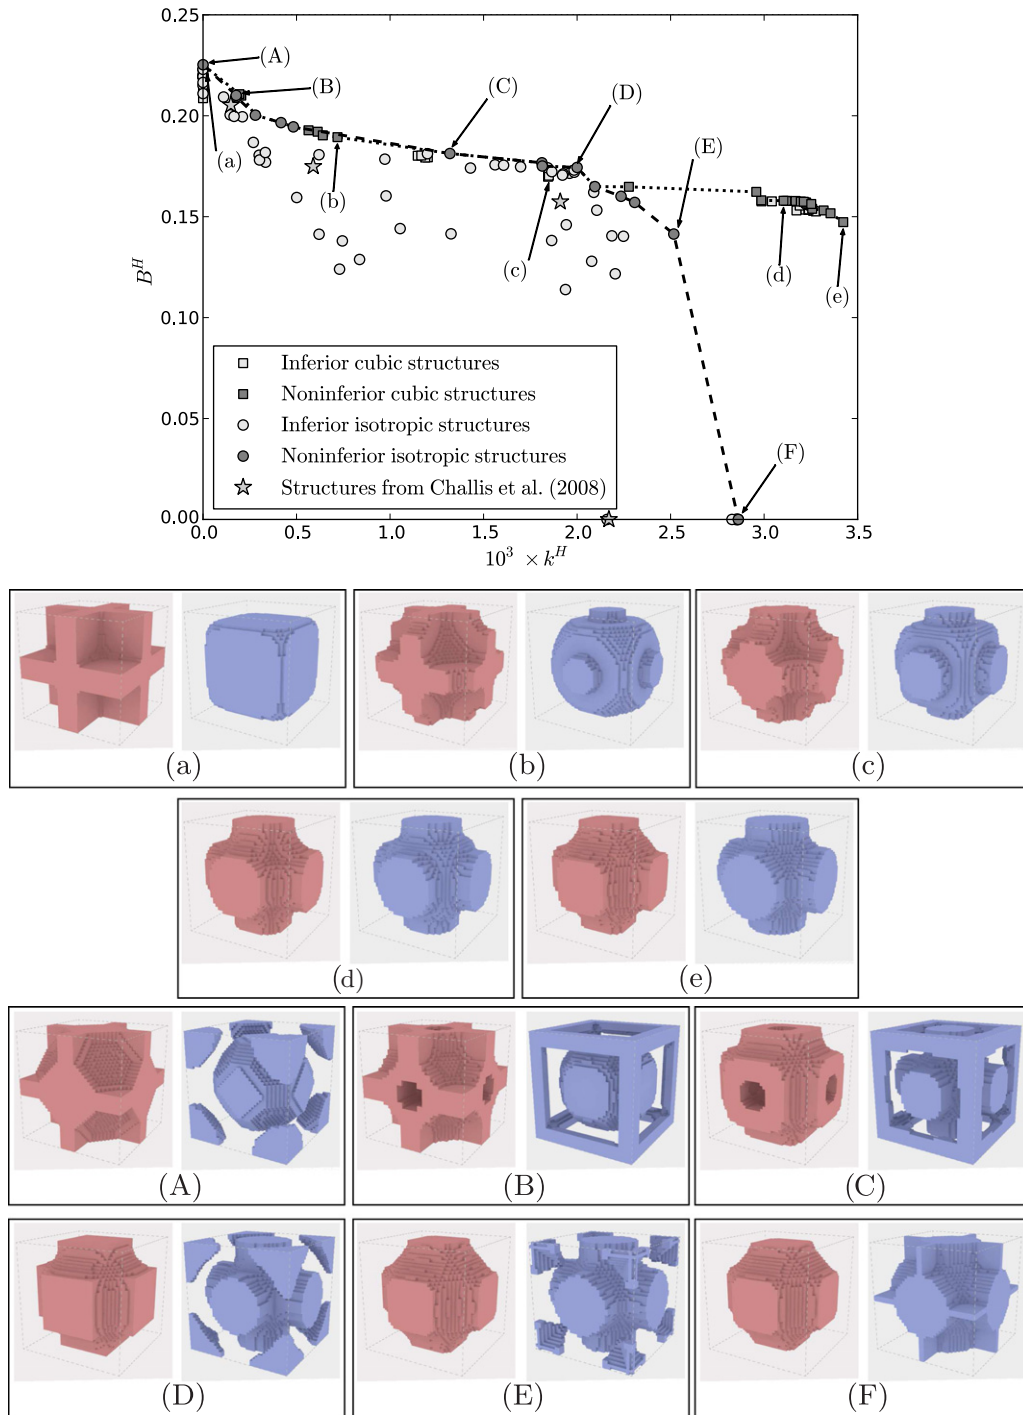 0.25
(A)
(B)
(C)
(D)
0.20
(E)
(a)
(b)
0.15
(c)
(d)
(e)
B^H
0.10
Inferior cubic structures
Noninferior cubic structures
0.05
Inferior isotropic structures
Noninferior isotropic structures
(F)
Structures from Challis et al. (2008)
0.00
0.0 0.5 1.0 1.5 2.0 2.5 3.0 3.5
10^3 × k^H
(a) (b) (c)
(d) (e)
(A) (B) (C)
(D) (E) (F)